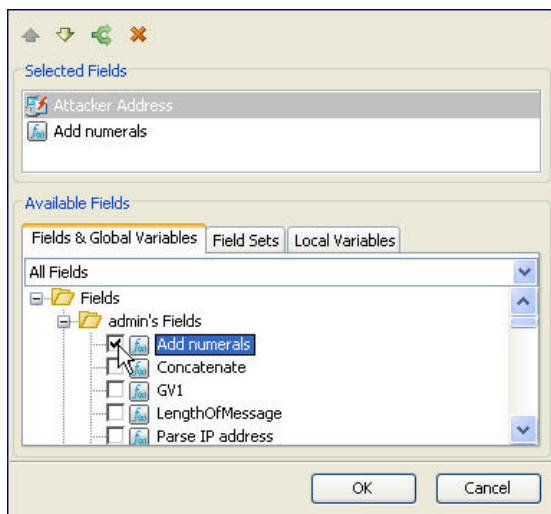 Selected Fields
Attacker Address
Add numerals
Available Fields
Fields & Global Variables Field Sets Local Variables
All Fields
Fields
admin's Fields
Add numerals
Concatenate
GV1
LengthOfMessage
Parse IP address
OK Cancel